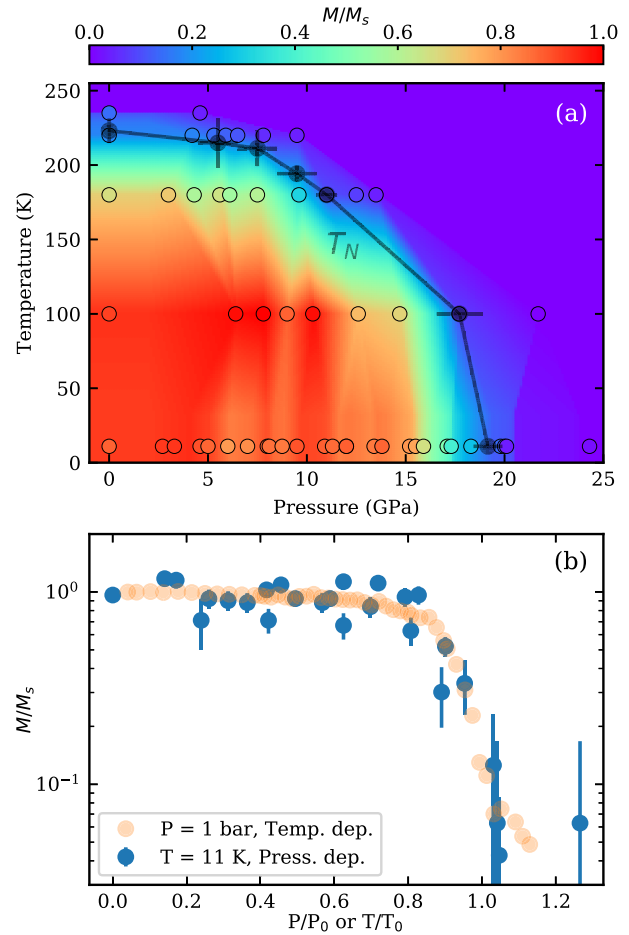 M/M_s
0.0 0.2 0.4 0.6 0.8 1.0
(a)
250
200
150
100
50
0
Temperature (K)
T_N
0 5 10 15 20 25
Pressure (GPa)
(b)
10^0
10^{-1}
M/M_s
P = 1 bar, Temp. dep.
T = 11 K, Press. dep.
0.0 0.2 0.4 0.6 0.8 1.0 1.2
P/P_0 or T/T_0